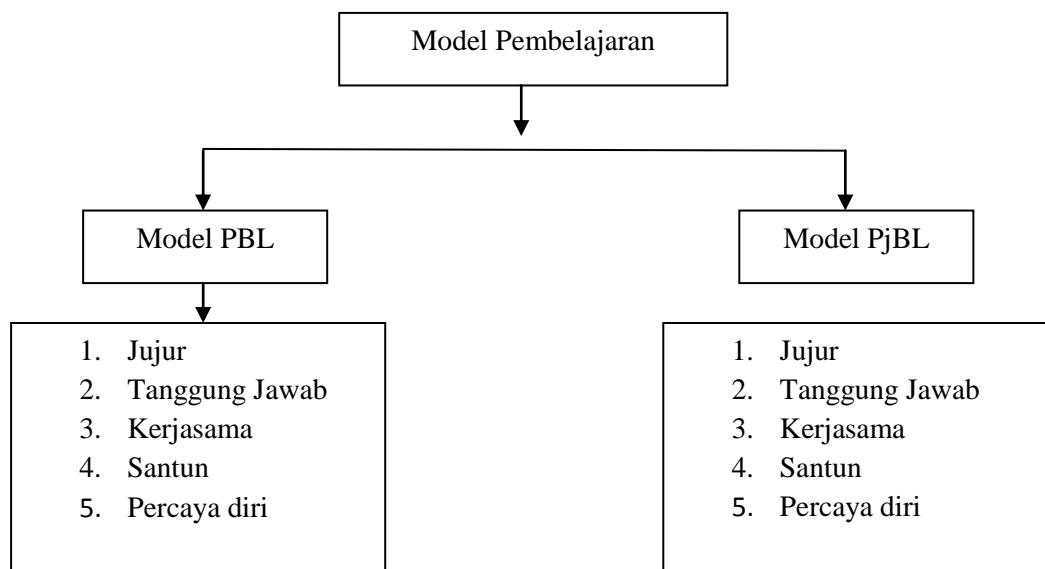 Model Pembelajaran
Model PBL
Model PjBL
1. Jujur
2. Tanggung Jawab
3. Kerjasama
4. Santun
5. Percaya diri
1. Jujur
2. Tanggung Jawab
3. Kerjasama
4. Santun
5. Percaya diri